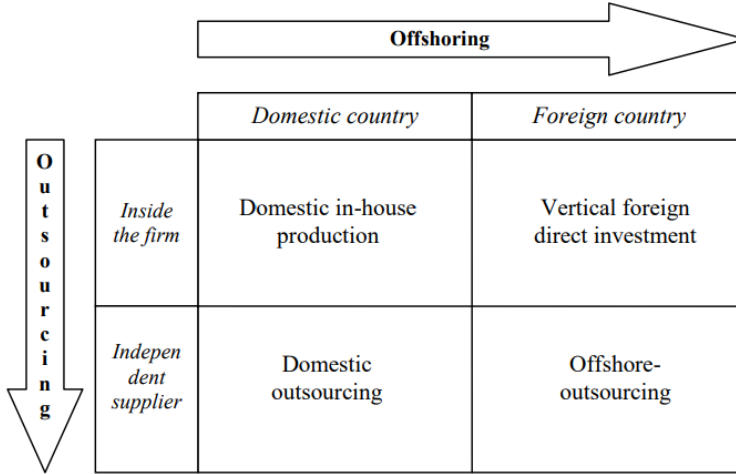 Offshoring
Domestic country
Foreign country
Outsourcing
Inside
the firm
Domestic in-house
production
Vertical foreign
direct investment
Indepen
dent
supplier
Domestic
outsourcing
Offshore-
outsourcing